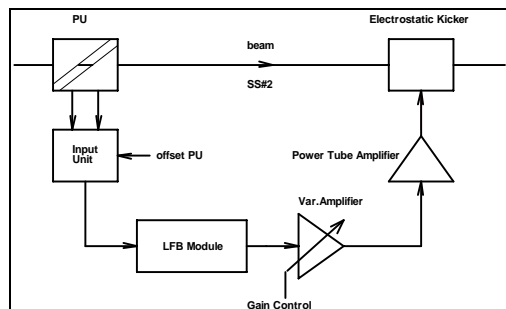 PU
Electrostatic Kicker
beam
SS#2
Input
Unit
offset PU
Power Tube Amplifier
Var.Amplifier
LFB Module
Gain Control